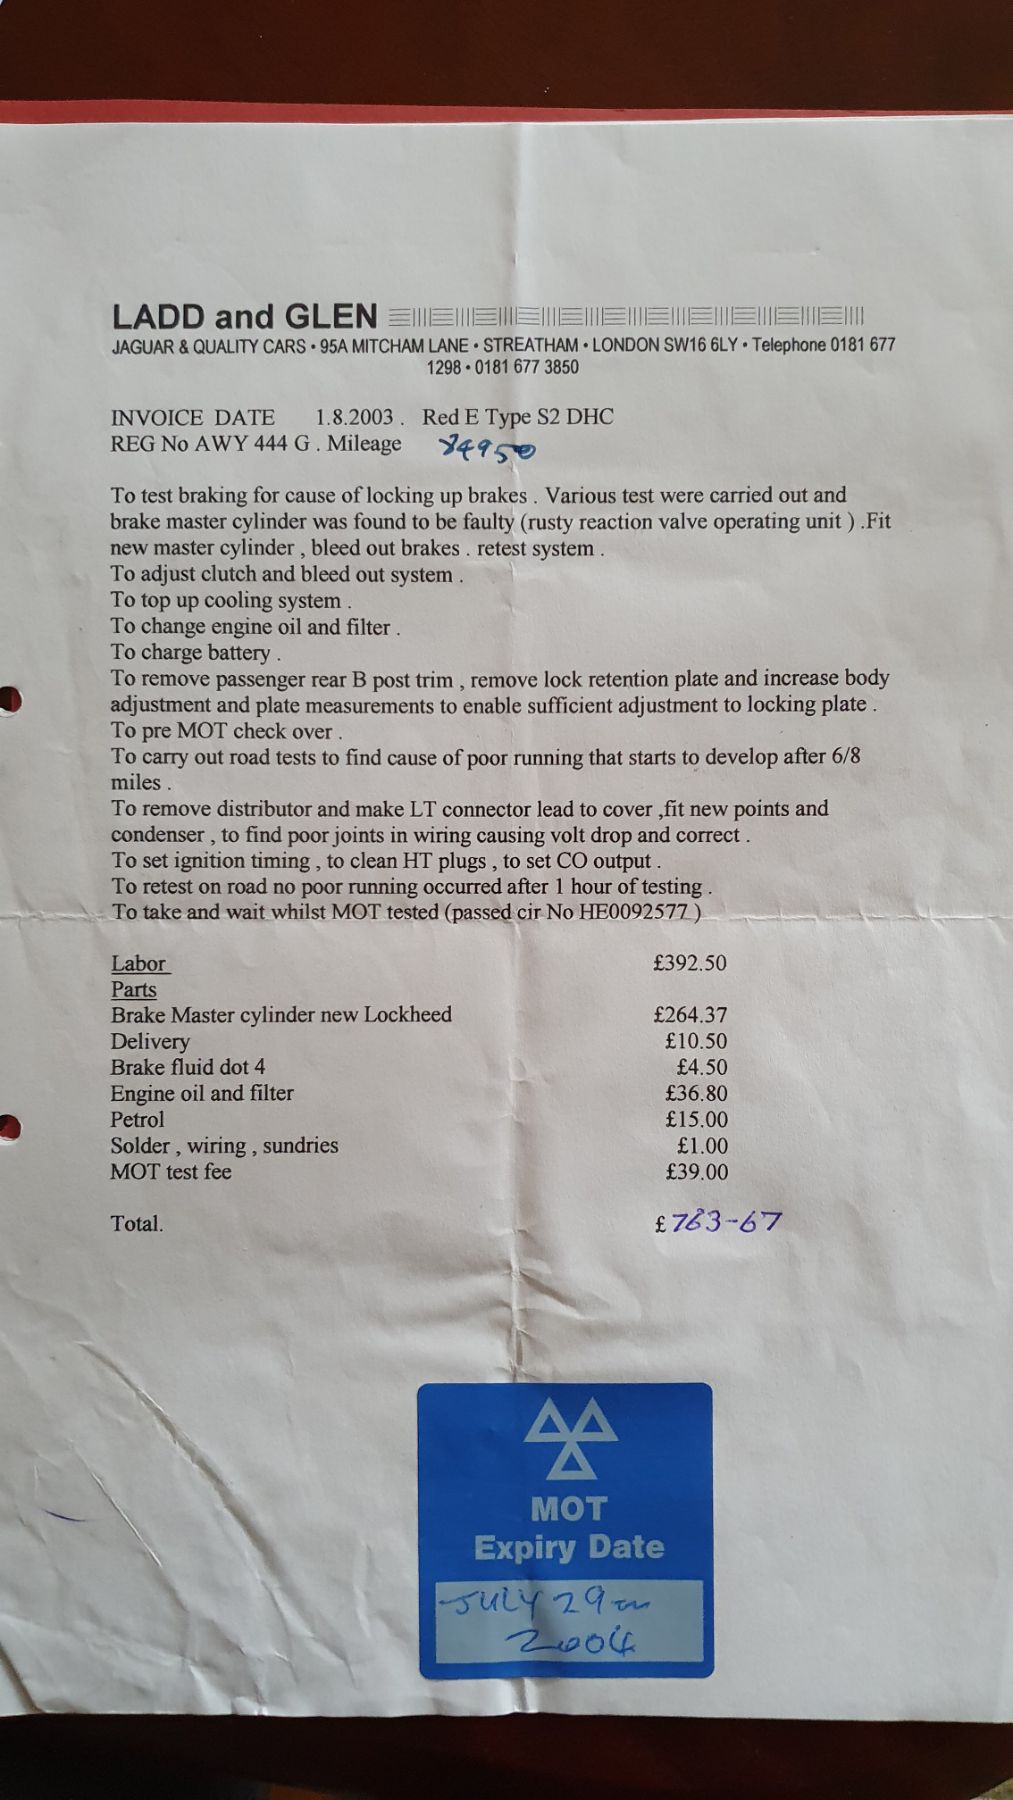 LADD and GLEN
JAGUAR & QUALITY CARS • 95A MITCHAM LANE • STREATHAM • LONDON SW16 6LY • Telephone 0181 677
1298 • 0181 677 3850
INVOICE DATE 1.8.2003 . Red E Type S2 DHC
REG No AWY 444 G . Mileage 84950
To test braking for cause of locking up brakes . Various test were carried out and
brake master cylinder was found to be faulty (rusty reaction valve operating unit ) .Fit
new master cylinder , bleed out brakes . retest system .
To adjust clutch and bleed out system .
To top up cooling system .
To change engine oil and filter .
To charge battery .
To remove passenger rear B post trim , remove lock retention plate and increase body
adjustment and plate measurements to enable sufficient adjustment to locking plate .
To pre MOT check over .
To carry out road tests to find cause of poor running that starts to develop after 6/8
miles .
To remove distributor and make LT connector lead to cover ,fit new points and
condenser , to find poor joints in wiring causing volt drop and correct .
To set ignition timing , to clean HT plugs , to set CO output .
To retest on road no poor running occurred after 1 hour of testing .
To take and wait whilst MOT tested (passed cir No HE0092577 )
Labor £392.50
Parts
Brake Master cylinder new Lockheed £264.37
Delivery £10.50
Brake fluid dot 4 £4.50
Engine oil and filter £36.80
Petrol £15.00
Solder , wiring , sundries £1.00
MOT test fee £39.00
Total. £ 763-67
MOT
Expiry Date
JULY 29TH
2004